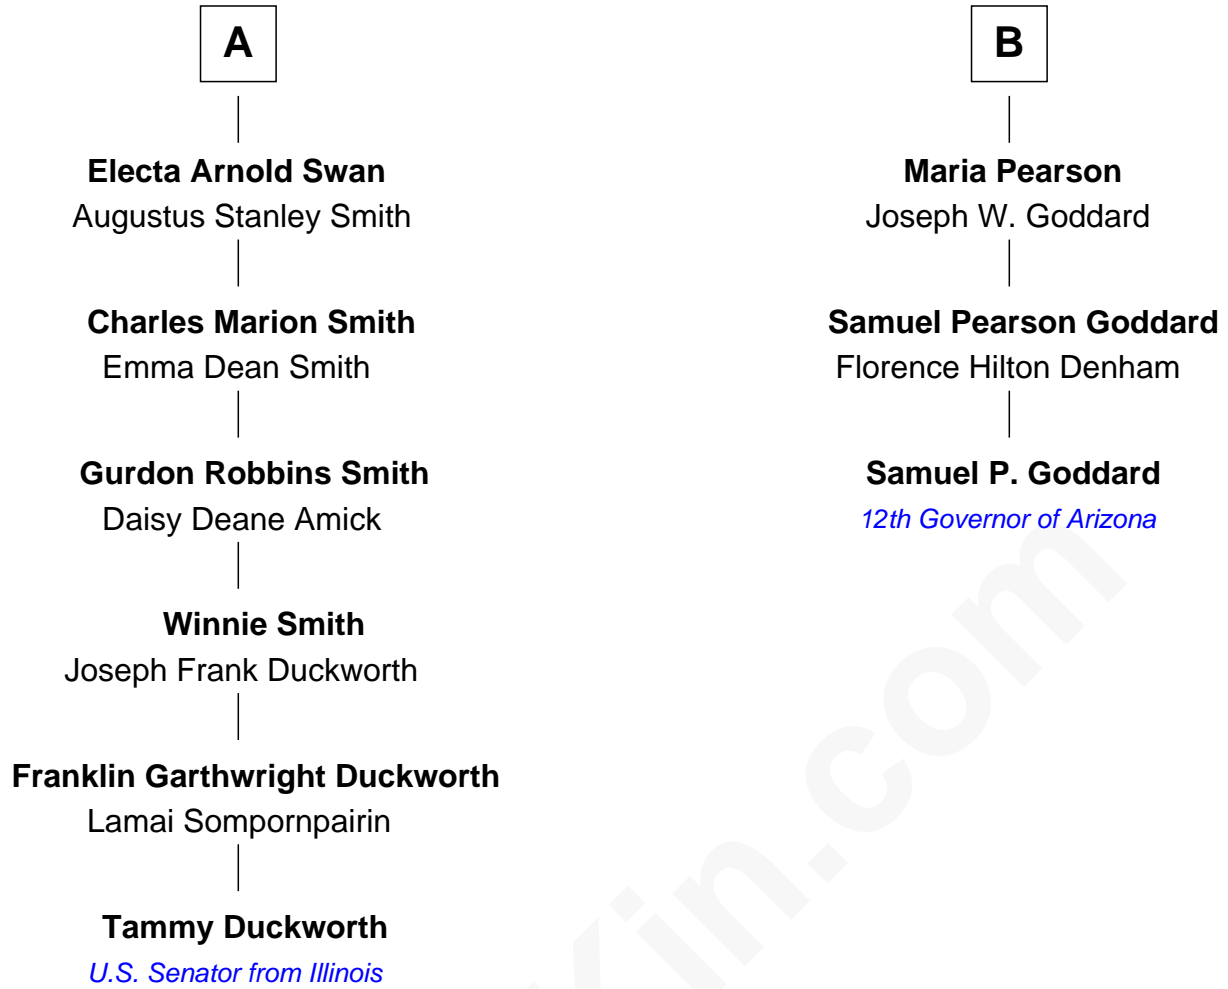 A
Electa Arnold Swan
Augustus Stanley Smith
Charles Marion Smith
Emma Dean Smith
Gurdon Robbins Smith
Daisy Deane Amick
Winnie Smith
Joseph Frank Duckworth
Franklin Garthwright Duckworth
Lamai Sompornpairin
Tammy Duckworth
U.S. Senator from Illinois
B
Maria Pearson
Joseph W. Goddard
Samuel Pearson Goddard
Florence Hilton Denham
Samuel P. Goddard
12th Governor of Arizona
Kin.com